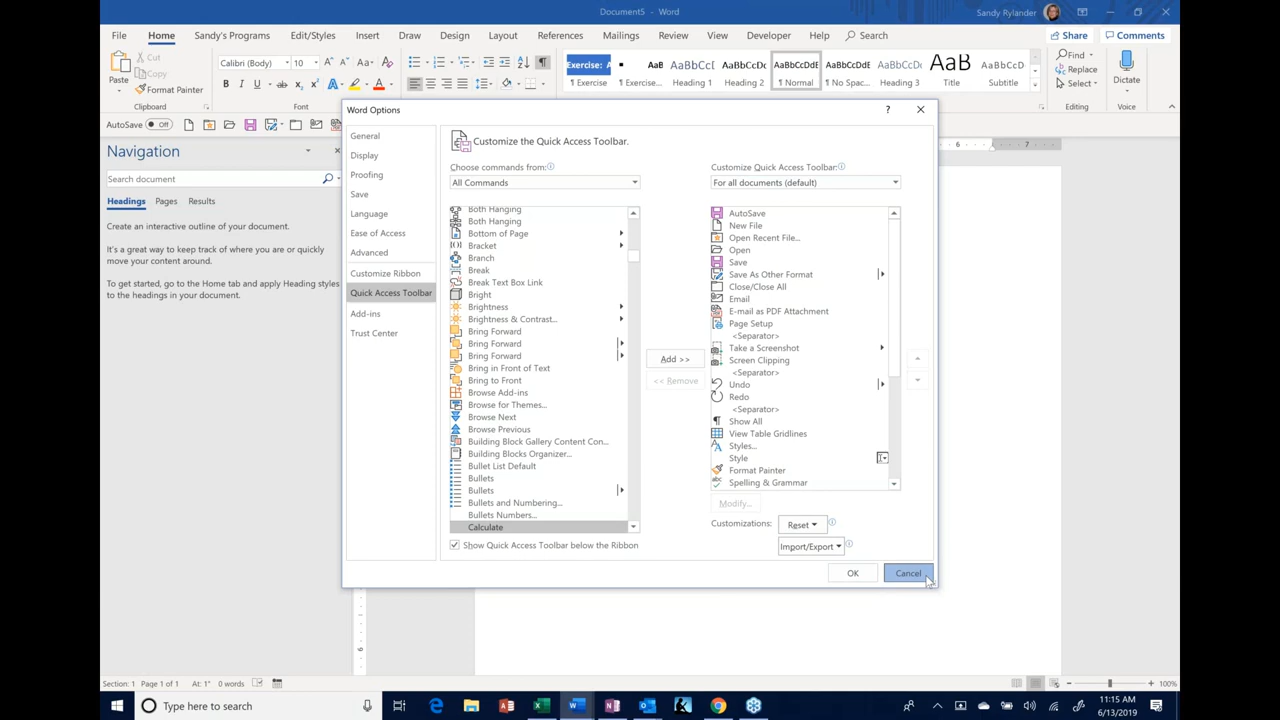 Document5 - Word
Sandy Rylander
File Home Sandy's Programs Edit/Styles Insert Draw Design Layout References Mailings Review View Developer Help Search Share Comments
Paste
Cut
Copy
Format Painter
Clipboard
Calibri (Body) 10
Font
Exercise: A
¶ Exercise:
AaB
¶ Exercise...
AaBbCcD
Heading 1
AaBbCcDd
Heading 2
AaBbCcDdE
¶ Normal
AaBbCcDdE
¶ No Spac...
AaBbCcDd
Heading 3
AaB
Title
AaBbCcD
Subtitle
Find
Replace
Select
Editing
Dictate
Voice
AutoSave Off
Navigation
Search document
Headings Pages Results
Create an interactive outline of your document.
It's a great way to keep track of where you are or quickly
move your content around.
To get started, go to the Home tab and apply Heading styles
to the headings in your document.
6 7
Word Options
General
Display
Proofing
Save
Language
Ease of Access
Advanced
Customize Ribbon
Quick Access Toolbar
Add-ins
Trust Center
Customize the Quick Access Toolbar.
Choose commands from:
All Commands
Both Hanging
Both Hanging
Bottom of Page
Bracket
Branch
Break
Break Text Box Link
Bright
Brightness
Brightness & Contrast...
Bring Forward
Bring Forward
Bring Forward
Bring in Front of Text
Bring to Front
Browse Add-ins
Browse for Themes...
Browse Next
Browse Previous
Building Block Gallery Content Con...
Building Blocks Organizer...
Bullet List Default
Bullets
Bullets
Bullets and Numbering...
Bullets Numbers...
Calculate
Show Quick Access Toolbar below the Ribbon
Add >>
<< Remove
Customize Quick Access Toolbar:
For all documents (default)
AutoSave
New File
Open Recent File...
Open
Save
Save As Other Format
Close/Close All
Email
E-mail as PDF Attachment
Page Setup
<Separator>
Take a Screenshot
Screen Clipping
<Separator>
Undo
Redo
<Separator>
Show All
View Table Gridlines
Styles...
Style
Format Painter
Spelling & Grammar
Modify...
Customizations: Reset
Import/Export
OK Cancel
Section: 1 Page 1 of 1 At: 1" 0 words
100%
Type here to search
11:15 AM
6/13/2019